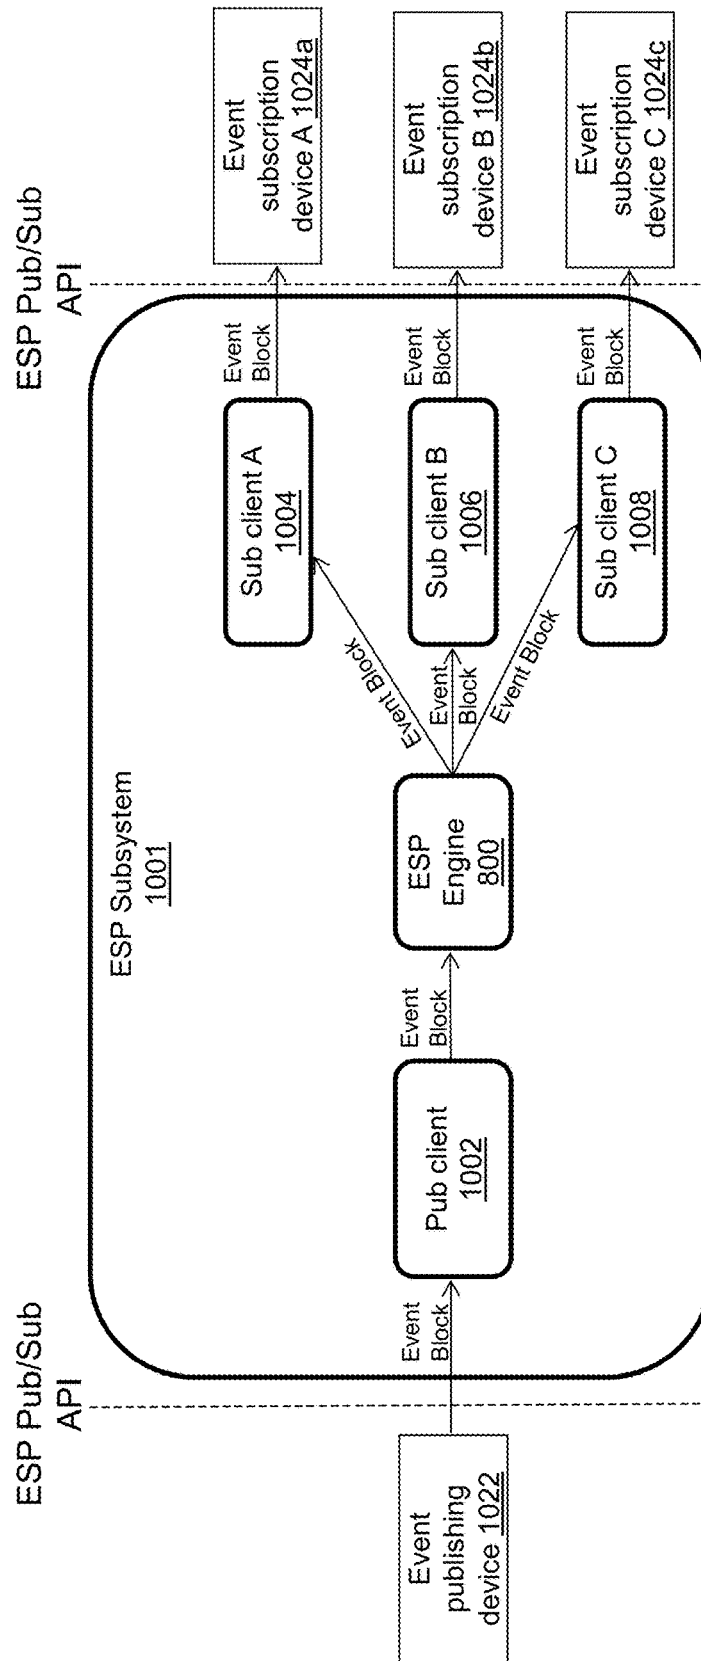 ESP Pub/Sub
API
ESP Pub/Sub
API
ESP Subsystem
1001
Event
publishing
device 1022
Event
Block
Pub client
1002
Event
Block
ESP
Engine
800
Event Block
Event
Block
Event Block
Sub client A
1004
Sub client B
1006
Sub client C
1008
Event
Block
Event
Block
Event
Block
Event
subscription
device A 1024a
Event
subscription
device B 1024b
Event
subscription
device C 1024c